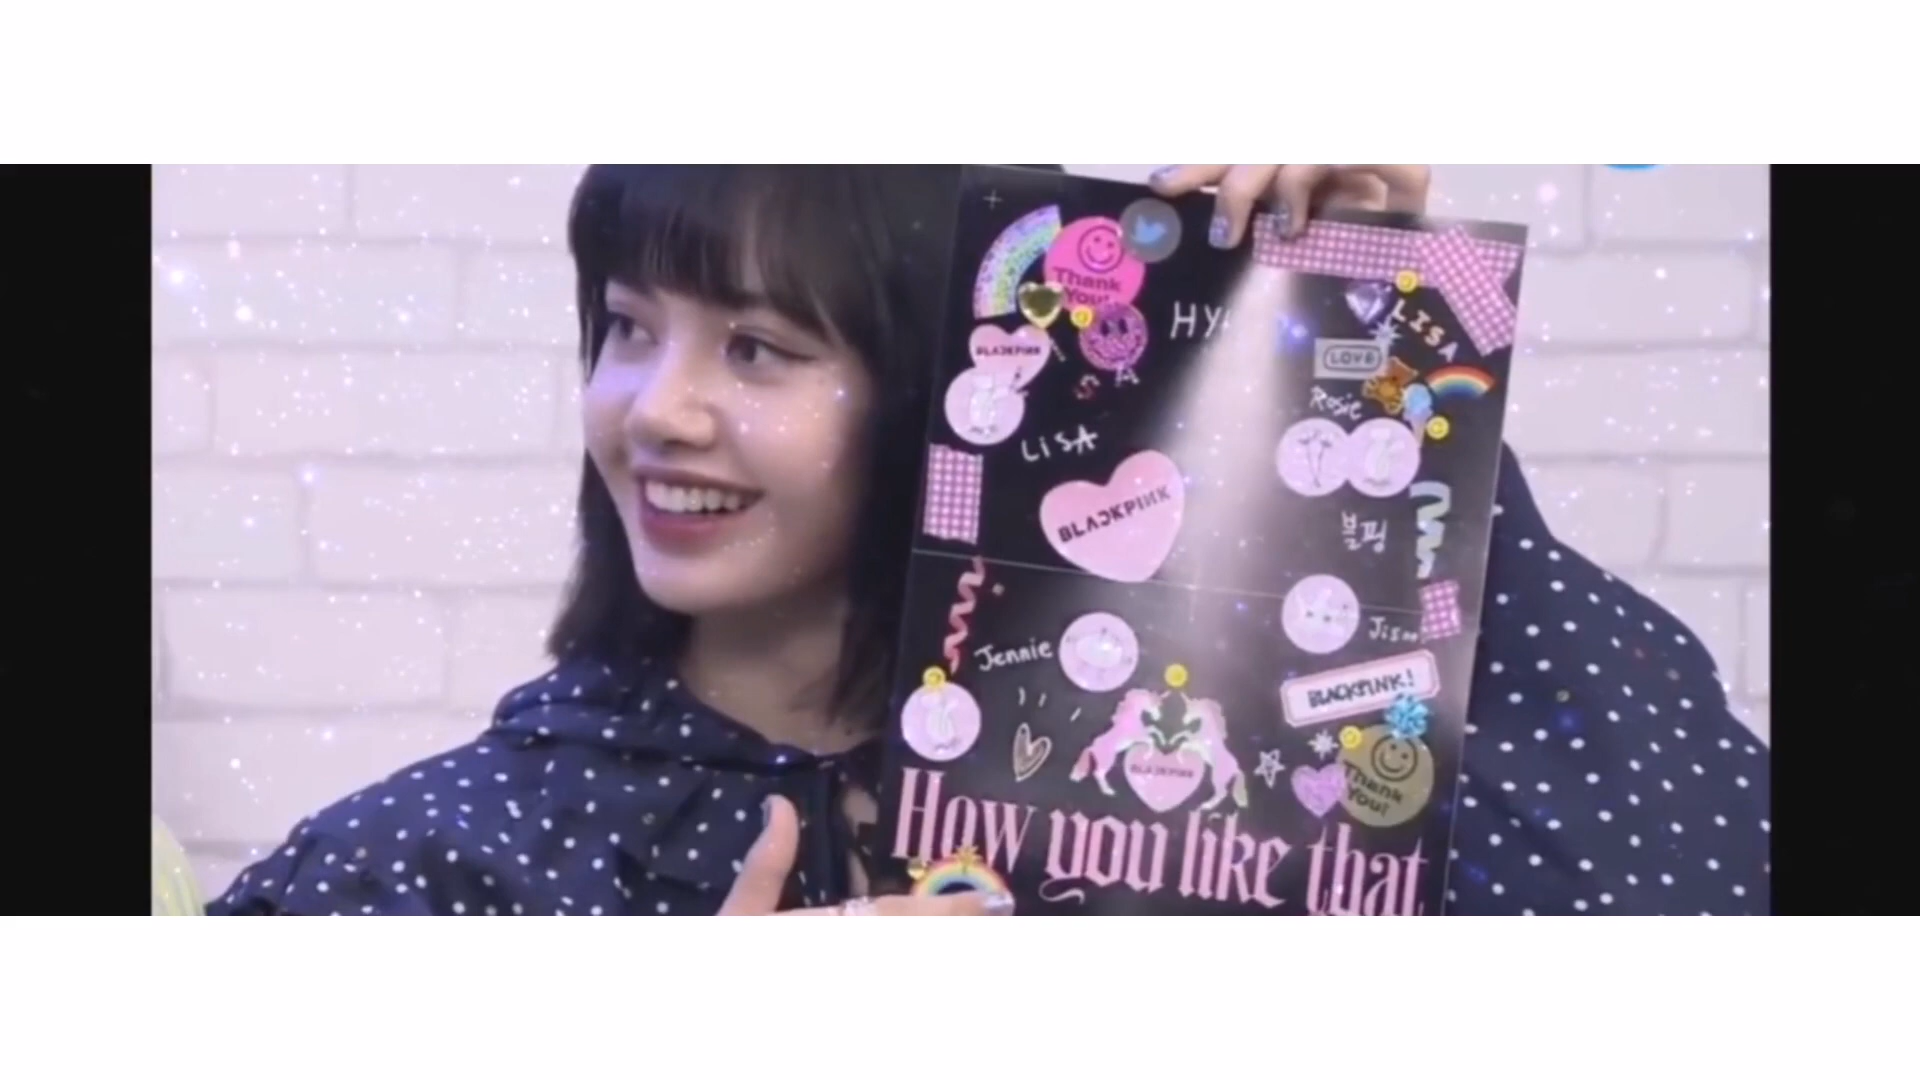 Thank
You!
HY
LISA
BLACKPINK
LOVE
S A
Rosie
LiSA
BLACKPINK
블핑
Jennie
BLACKPINK!
BLACKPINK
Thank
You!
How you like that